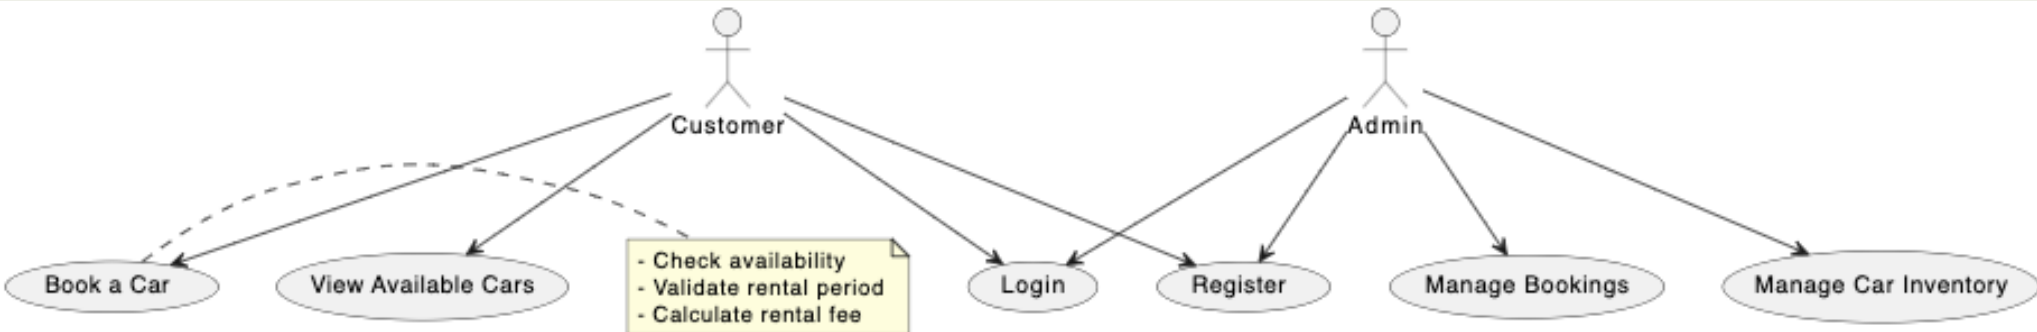 Customer
Admin
Book a Car
View Available Cars
- Check availability
- Validate rental period
- Calculate rental fee
Login
Register
Manage Bookings
Manage Car Inventory